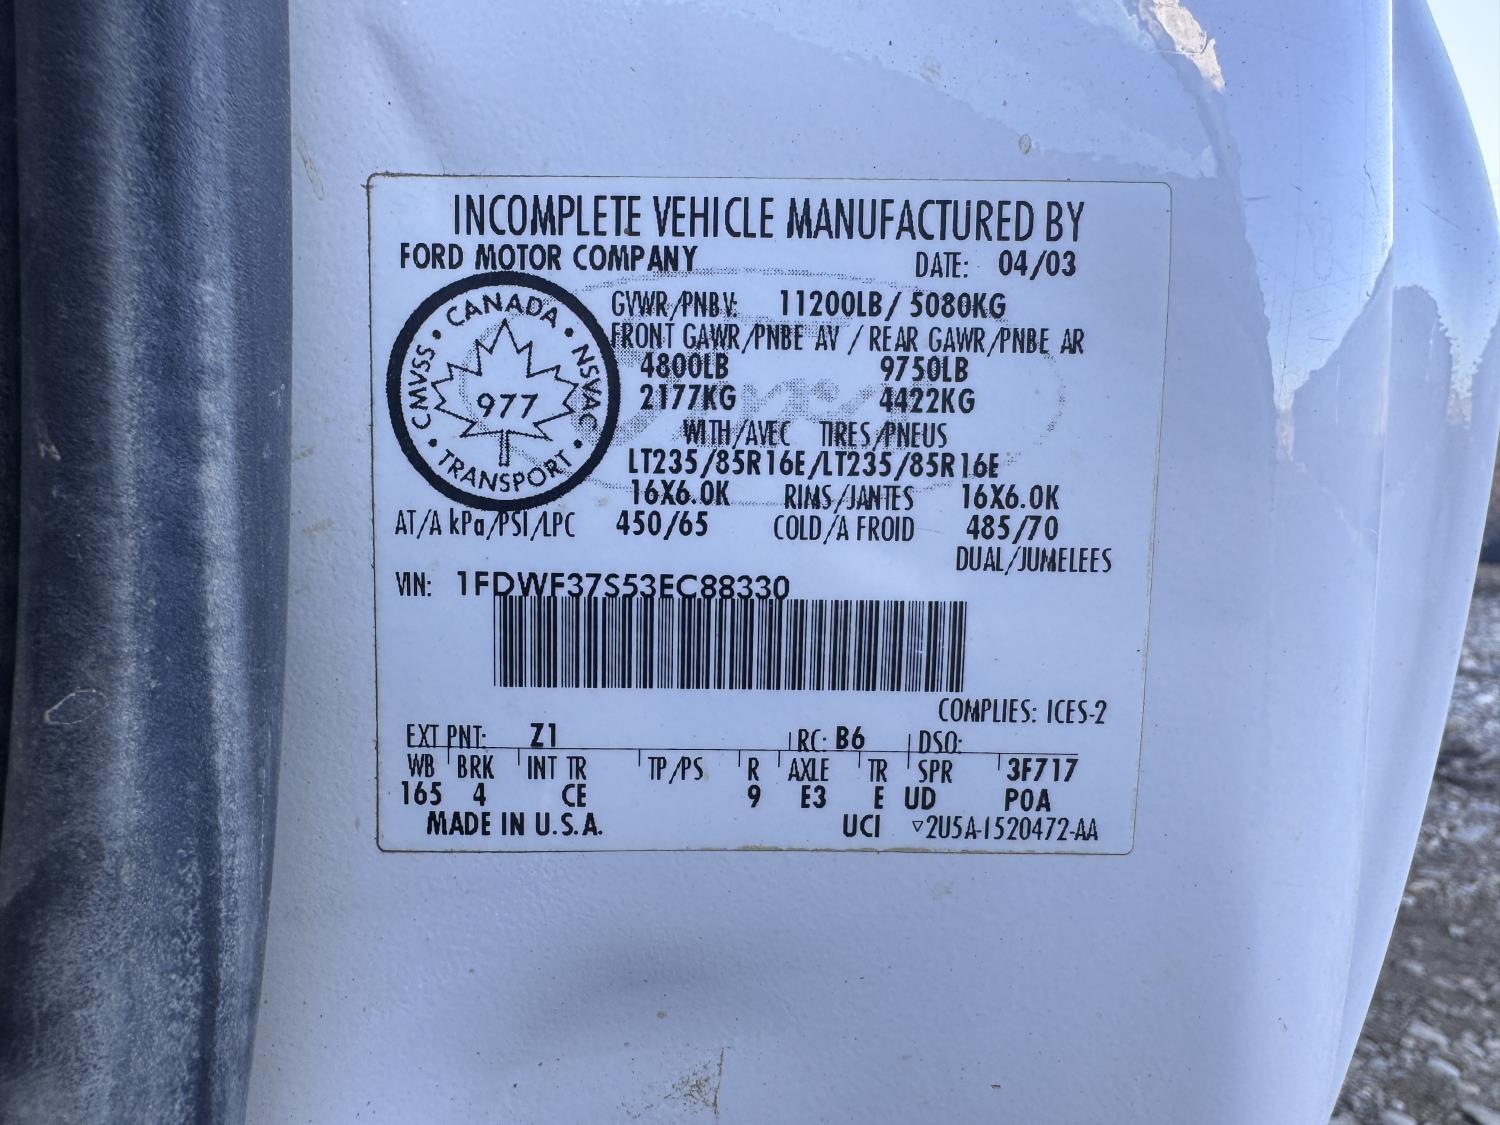 INCOMPLETE VEHICLE MANUFACTURED BY
FORD MOTOR COMPANY DATE: 04/03
CANADA • NSVAC • TRANSPORT • CMVSS •
977
GVWR/PNBV: 11200LB/ 5080KG
FRONT GAWR/PNBE AV / REAR GAWR/PNBE AR
4800LB 9750LB
2177KG 4422KG
WITH/AVEC TIRES/PNEUS
LT235/85R16E/LT235/85R16E
16X6.0K RIMS/JANTES 16X6.0K
AT/A kPa/PSI/LPC 450/65 COLD/A FROID 485/70
DUAL/JUMELEES
VIN: 1FDWF37S53EC88330
COMPLIES: ICES-2
EXT PNT: Z1 RC: B6 DSO:
WB BRK INT TR TP/PS R AXLE TR SPR 3F717
165 4 CE 9 E3 E UD P0A
MADE IN U.S.A. UCI ▿2U5A-1520472-AA